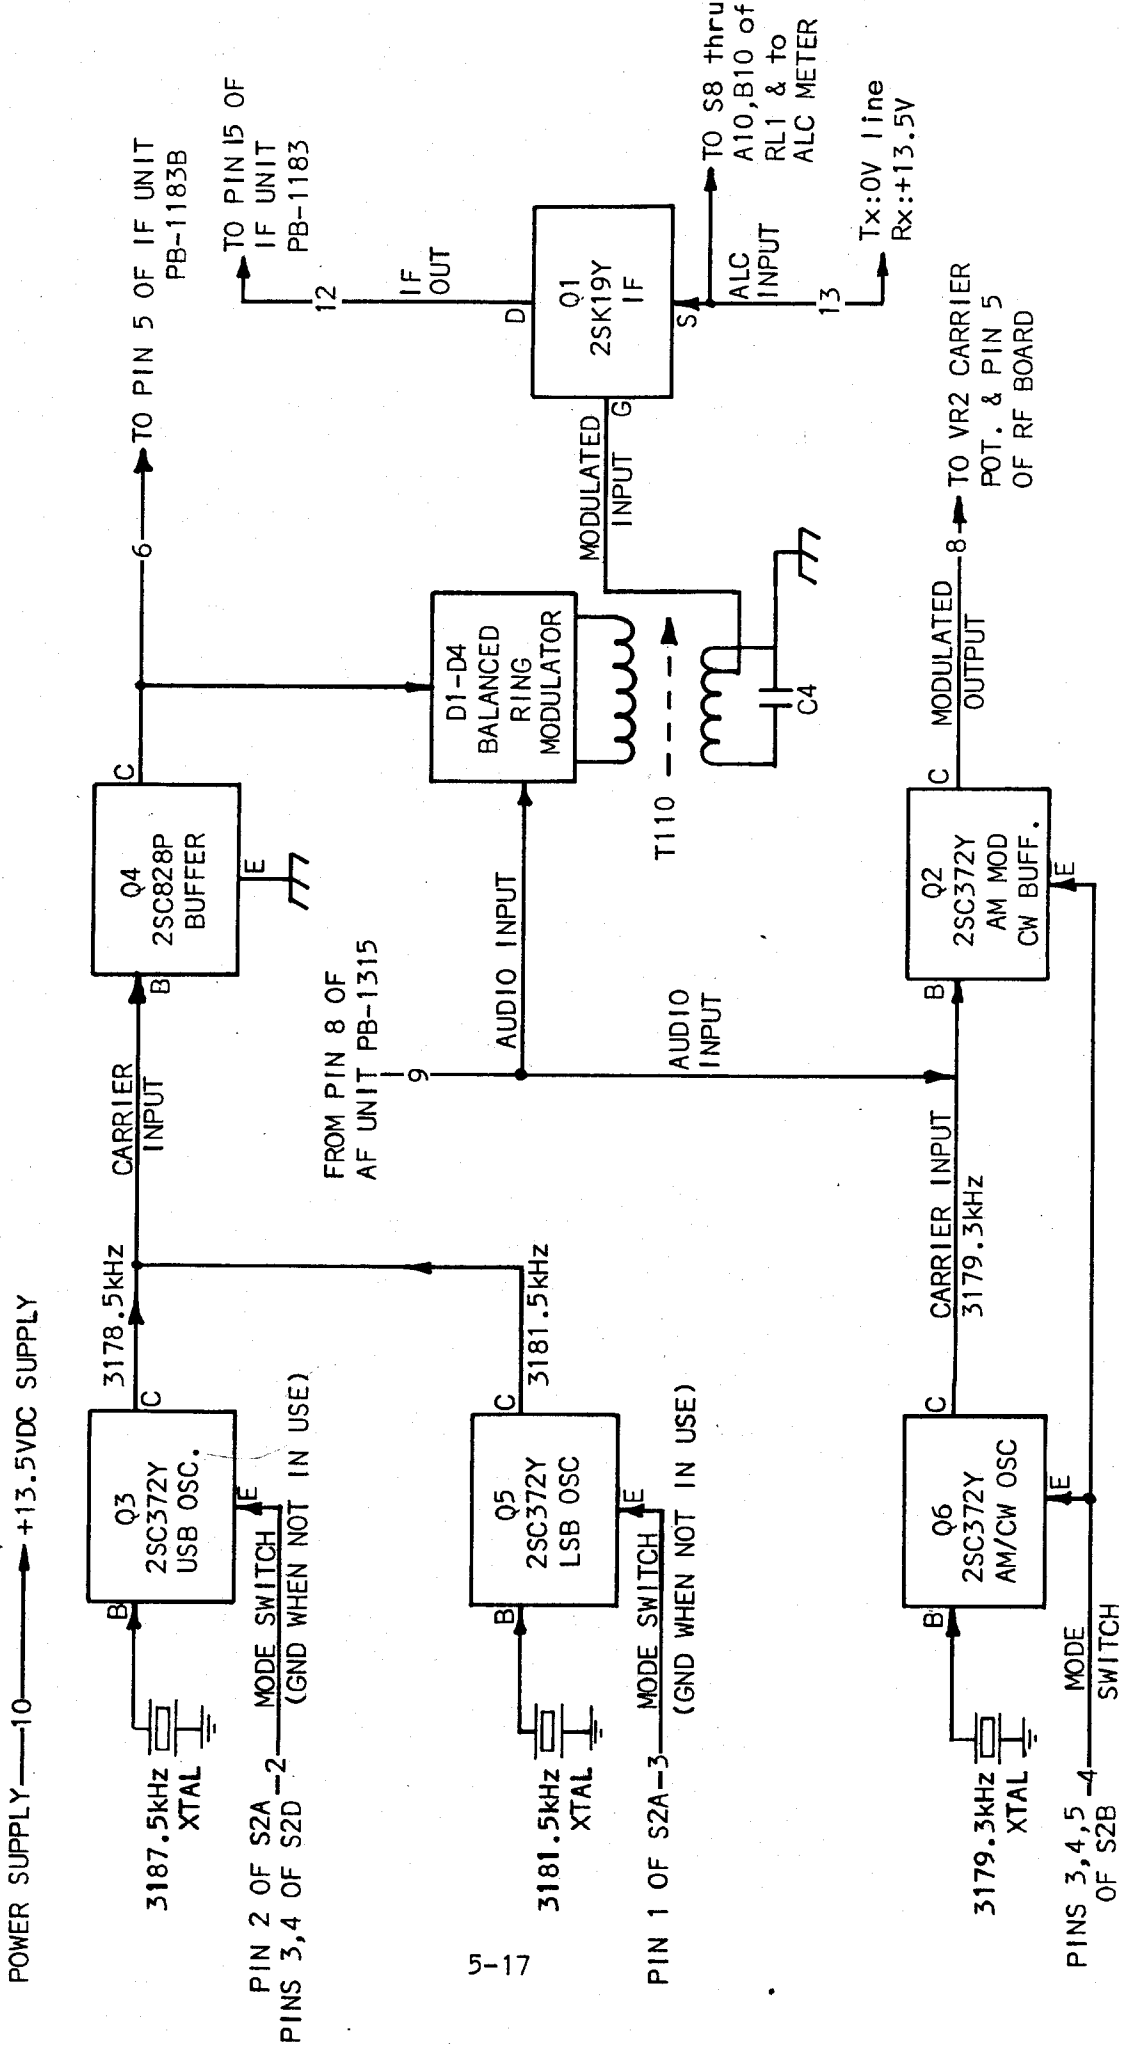 POWER SUPPLY—10—→ +13.5VDC SUPPLY
3187.5kHz
XTAL
B
Q3
2SC372Y
USB OSC.
C
E
3178.5kHz
PIN 2 OF S2A
PINS 3,4 OF S2D
2
MODE SWITCH
(GND WHEN NOT IN USE)
CARRIER
INPUT
B
Q4
2SC828P
BUFFER
C
E
6
TO PIN 5 OF IF UNIT
PB-1183B
TO PIN 15 OF
IF UNIT
PB-1183
12
IF
OUT
3181.5kHz
XTAL
B
Q5
2SC372Y
LSB OSC
C
E
3181.5kHz
PIN 1 OF S2A
3
MODE SWITCH
(GND WHEN NOT IN USE)
FROM PIN 8 OF
AF UNIT PB-1315
9
AUDIO INPUT
AUDIO
INPUT
D1-D4
BALANCED
RING
MODULATOR
T110
C4
MODULATED
INPUT
G
D
Q1
2SK19Y
IF
S
ALC
INPUT
TO S8 thru
A10,B10 of
RL1 & to
ALC METER
13
Tx:0V line
Rx:+13.5V
3179.3kHz
XTAL
B
Q6
2SC372Y
AM/CW OSC
C
E
PINS 3,4,5
OF S2B
4
MODE
SWITCH
CARRIER INPUT
3179.3kHz
B
Q2
2SC372Y
AM MOD
CW BUFF.
C
E
MODULATED
OUTPUT
8
TO VR2 CARRIER
POT. & PIN 5
OF RF BOARD
5-17